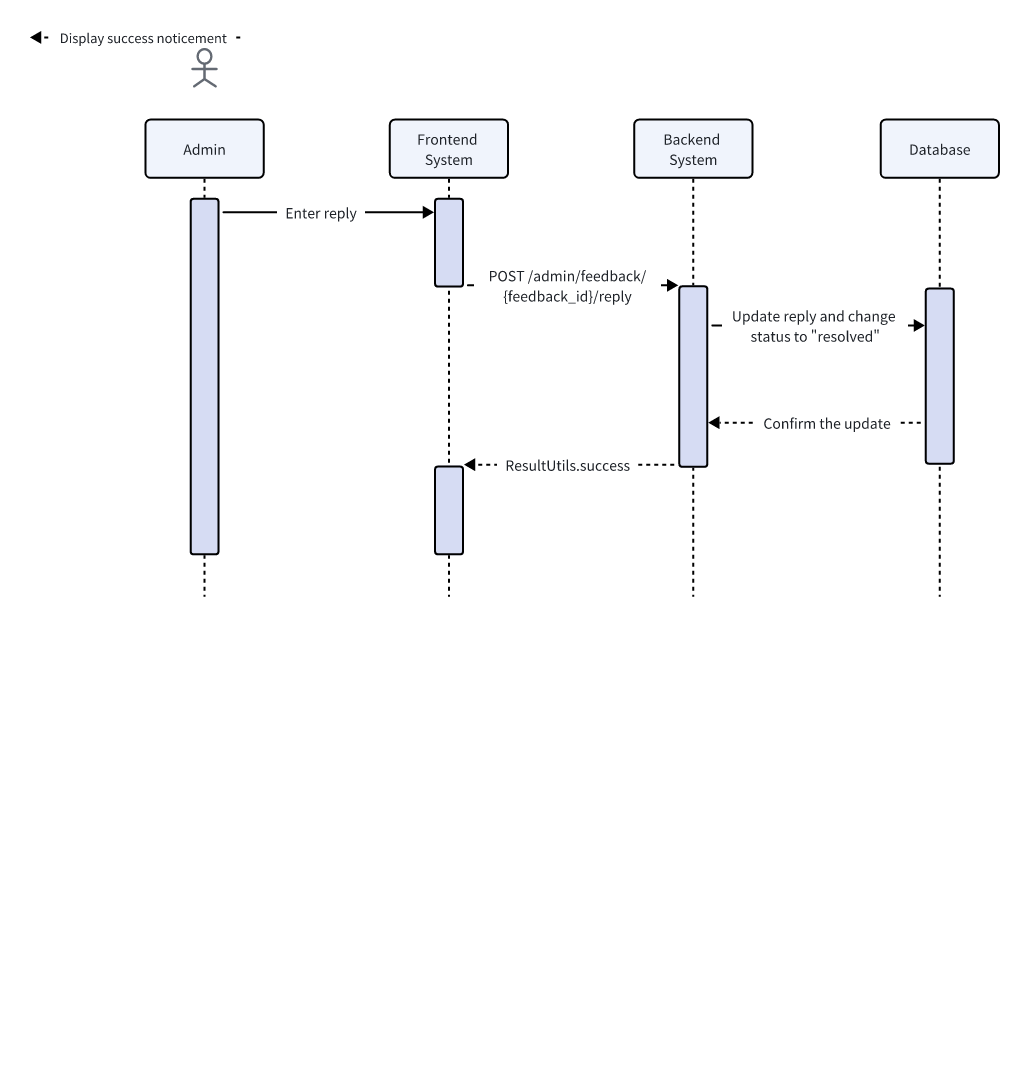 Display success noticement
Admin
Frontend
System
Backend
System
Database
Enter reply
POST /admin/feedback/
{feedback_id}/reply
Update reply and change
status to "resolved"
Confirm the update
ResultUtils.success